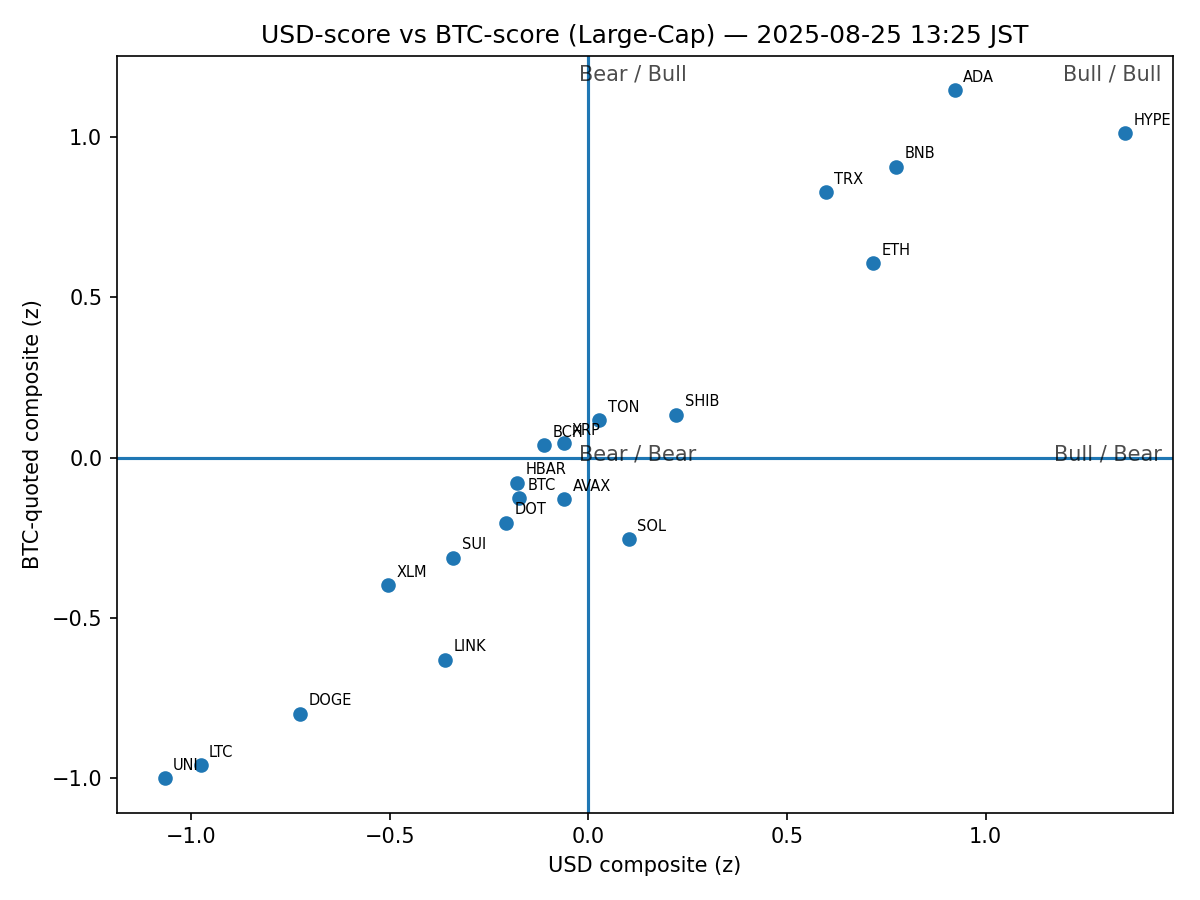 USD-score vs BTC-score (Large-Cap) — 2025-08-25 13:25 JST
Bear / Bull
Bull / Bull
ADA
HYPE
1.0
BNB
TRX
ETH
0.5
SHIB
TON
XRP
BCH
0.0
Bear / Bear
Bull / Bear
HBAR
BTC
AVAX
DOT
SOL
SUI
XLM
−0.5
LINK
DOGE
LTC
UNI
−1.0
−1.0
−0.5
0.0
0.5
1.0
USD composite (z)
BTC-quoted composite (z)